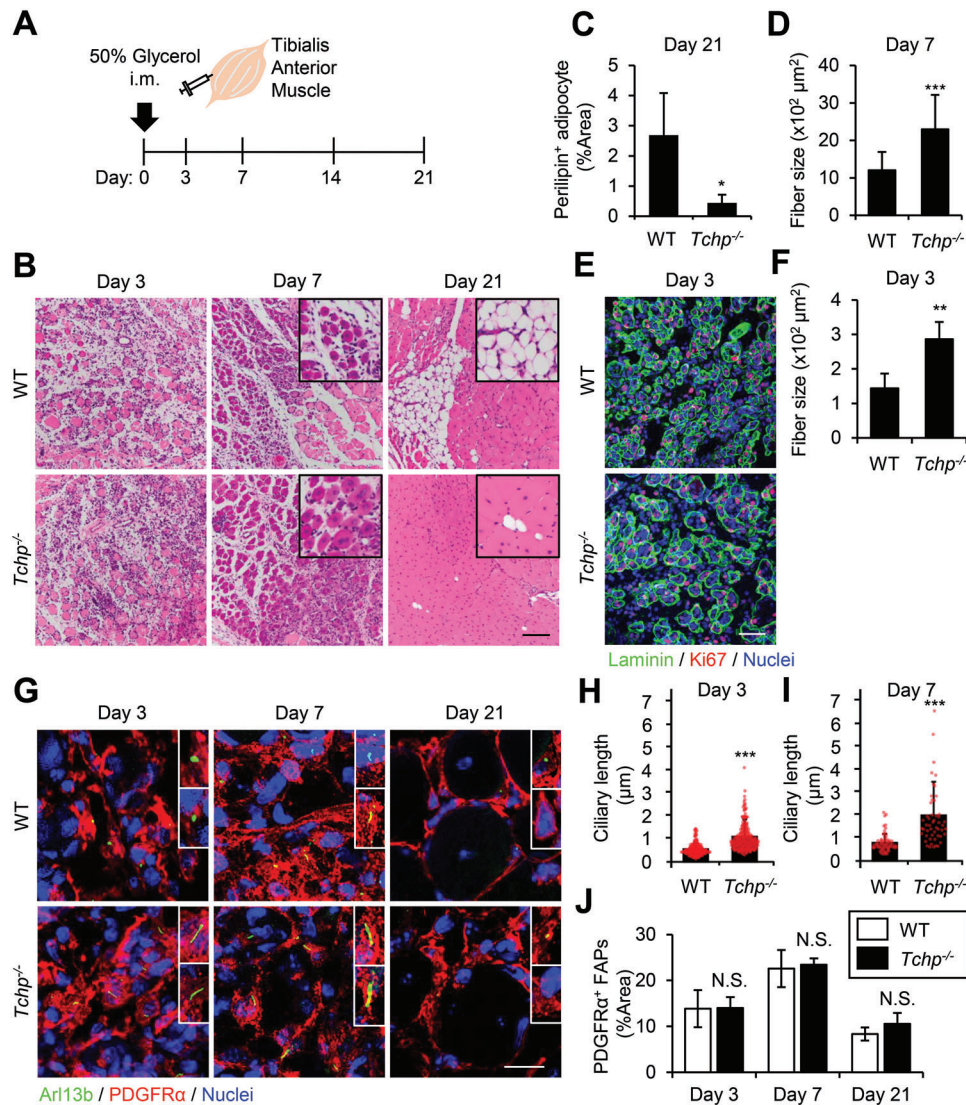 A
50% Glycerol
i.m.
Tibialis
Anterior
Muscle
Day: 0 3 7 14 21
B
Day 3 Day 7 Day 21
WT
Tchp-/-
C
Day 21
Perilipin+ adipocyte
(%Area)
5
4
3
2
1
0
*
WT Tchp-/-
D
Day 7
Fiber size (x10² µm²)
40
30
20
10
0
***
WT Tchp-/-
E
Day 3
WT
Tchp-/-
Laminin / Ki67 / Nuclei
F
Day 3
Fiber size (x10² µm²)
4
3
2
1
0
**
WT Tchp-/-
G
Day 3 Day 7 Day 21
WT
Tchp-/-
Arl13b / PDGFRα / Nuclei
H
Day 3
Ciliary length
(µm)
7
6
5
4
3
2
1
0
***
WT Tchp-/-
I
Day 7
Ciliary length
(µm)
7
6
5
4
3
2
1
0
***
WT Tchp-/-
J
WT
Tchp-/-
PDGFRα+ FAPs
(%Area)
30
20
10
0
N.S.
N.S.
N.S.
Day 3 Day 7 Day 21